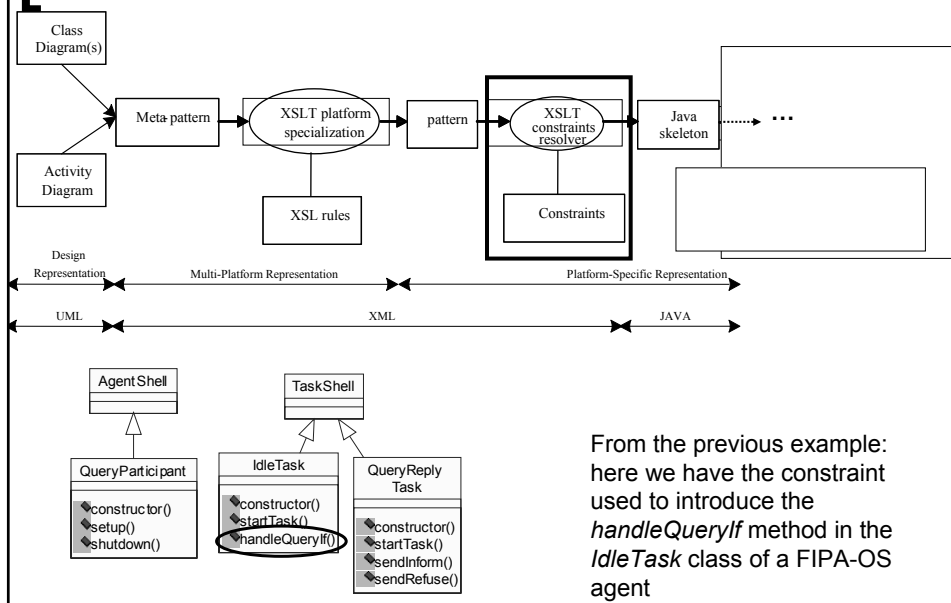 Class
Diagram(s)
Meta-pattern
XSLT platform
specialization
pattern
XSLT
constraints
resolver
Java
skeleton
...
Activity
Diagram
XSL rules
Constraints
Design
Representation
Multi-Platform Representation
Platform-Specific Representation
UML
XML
JAVA
AgentShell
TaskShell
QueryParticipant
constructor()
setup()
shutdown()
IdleTask
constructor()
startTask()
handleQueryIf()
QueryReply
Task
constructor()
startTask()
sendInform()
sendRefuse()
From the previous example:
here we have the constraint
used to introduce the
handleQueryIf method in the
IdleTask class of a FIPA-OS
agent